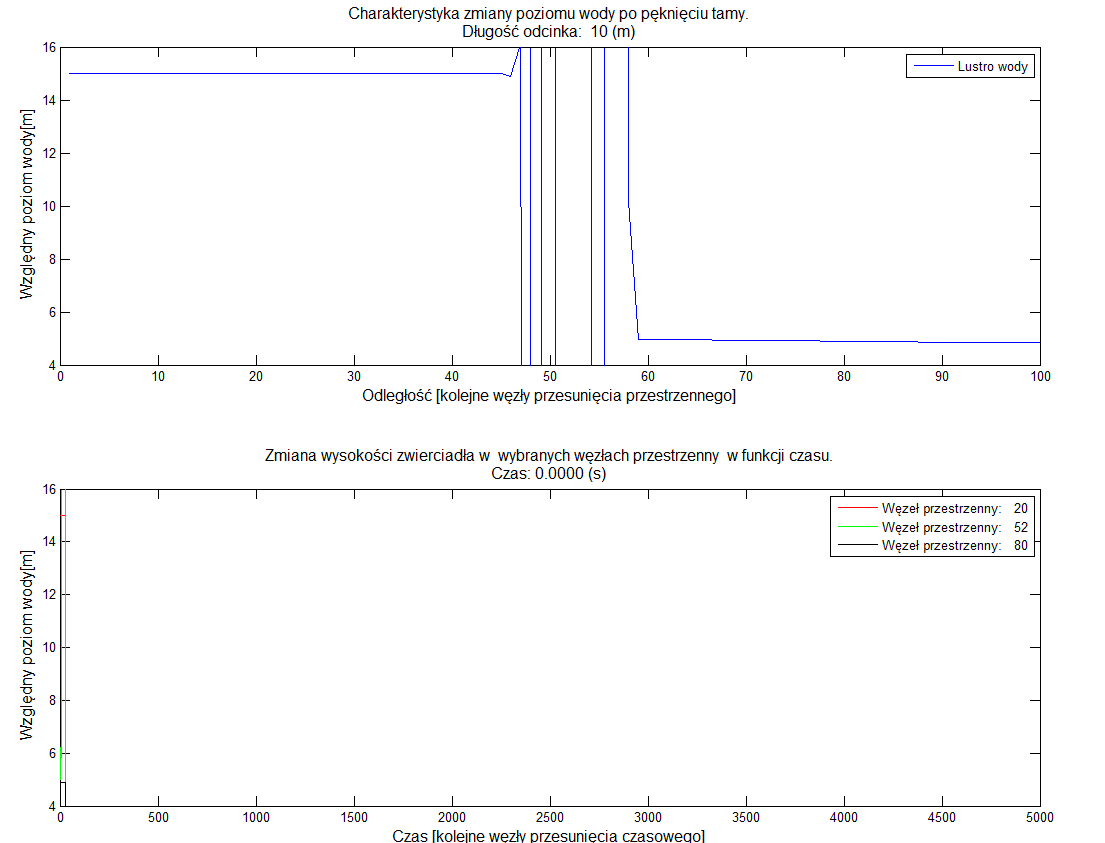 Charakterystyka zmiany poziomu wody po pęknięciu tamy.
Długość odcinka: 10 (m)
Względny poziom wody[m]
16
14
12
10
8
6
4
Lustro wody
0 10 20 30 40 50 60 70 80 90 100
Odległość [kolejne węzły przesunięcia przestrzennego]
Zmiana wysokości zwierciadła w wybranych węzłach przestrzenny w funkcji czasu.
Czas: 0.0000 (s)
Względny poziom wody[m]
16
14
12
10
8
6
4
Węzeł przestrzenny: 20
Węzeł przestrzenny: 52
Węzeł przestrzenny: 80
0 500 1000 1500 2000 2500 3000 3500 4000 4500 5000
Czas [kolejne węzły przesunięcia czasowego]